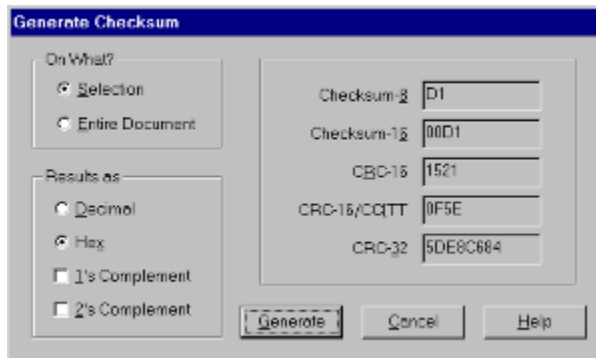 Generate Checksum
On What?
Selection
Entire Document
Results as
Decimal
Hex
1's Complement
2's Complement
Checksum-8 D1
Checksum-16 00D1
CRC-16 1521
CRC-16/CCITT 0F5E
CRC-32 5DE8C684
Generate Cancel Help